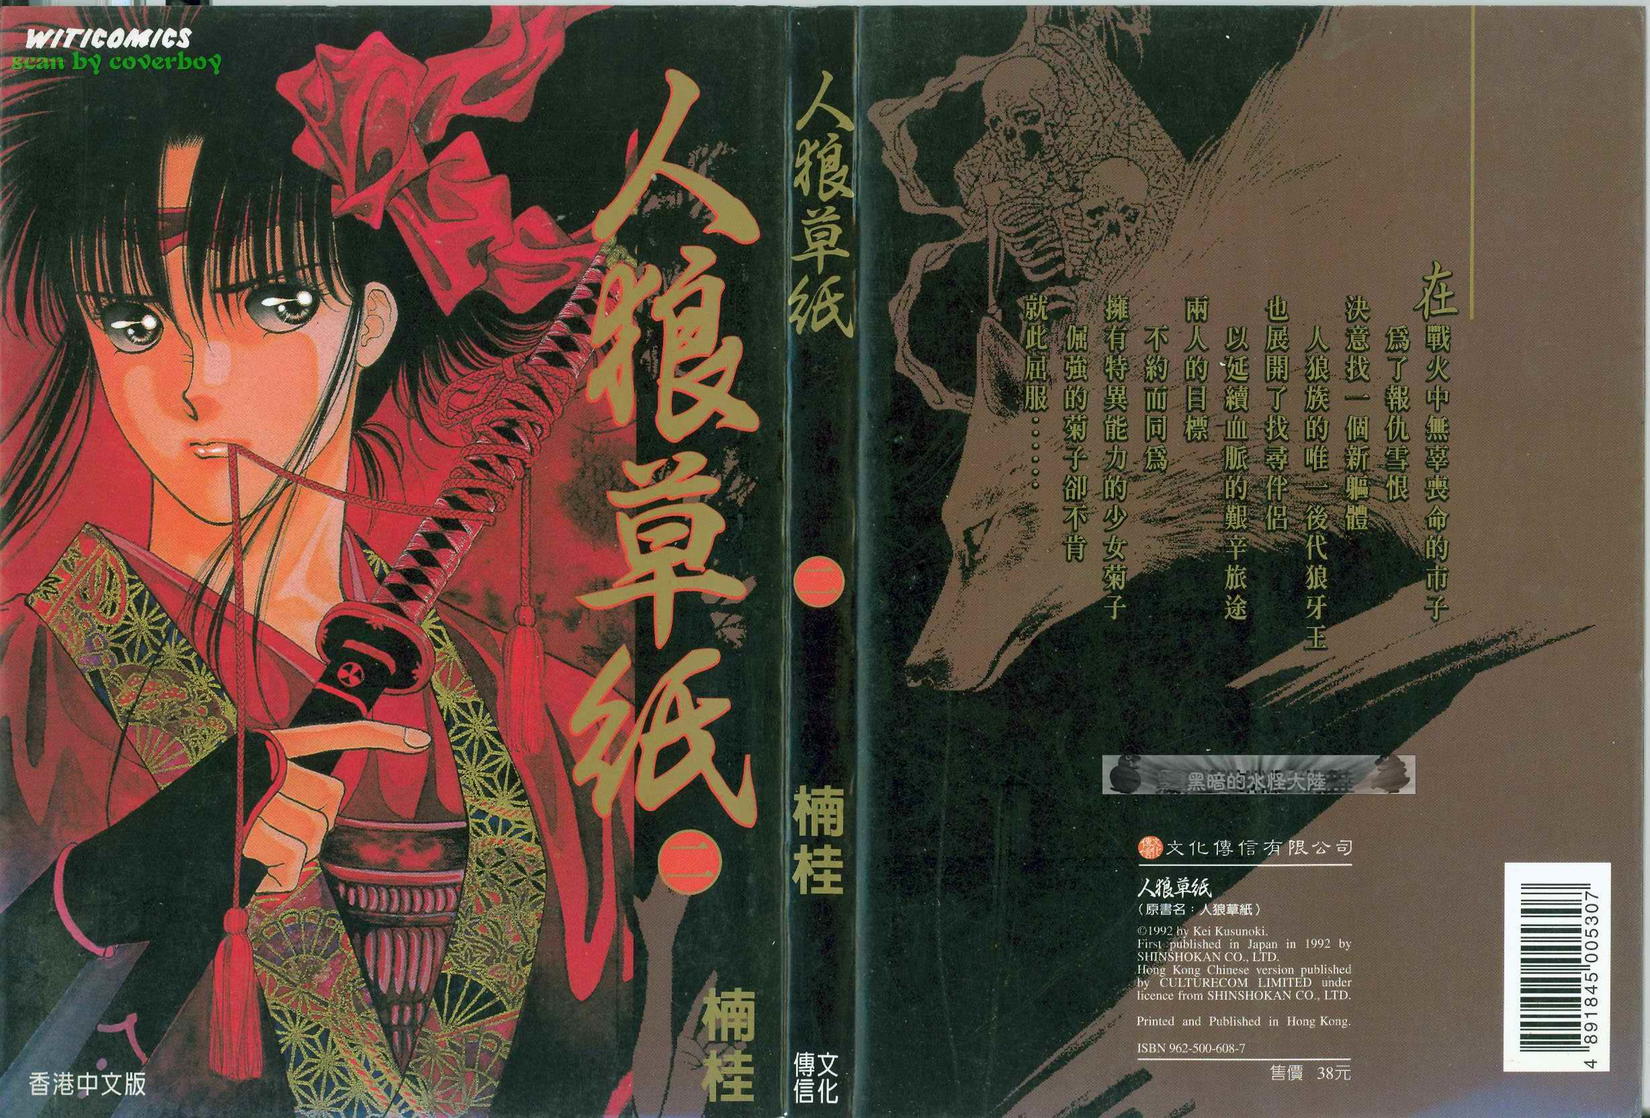 WITICOMICS
scan by coverboy
人狼草紙
二
楠桂
香港中文版
人狼草紙
二
楠桂
文化
傳信
在戰火中無辜喪命的市子
為了報仇雪恨
決意找一個新軀體
人狼族的唯一後代狼牙王
也展開了找尋伴侶
以延續血脈的艱辛旅途
兩人的目標
不約而同為
擁有特異能力的少女菊子
倔強的菊子卻不肯
就此屈服……
黑暗的水怪大陸
文化傳信有限公司
人狼草紙
（原書名：人狼草紙）
©1992 by Kei Kusunoki.
First published in Japan in 1992 by
SHINSHOKAN CO., LTD.
Hong Kong Chinese version published
by CULTURECOM LIMITED under
licence from SHINSHOKAN CO., LTD.
Printed and Published in Hong Kong.
ISBN 962-500-608-7
售價 38元
4 891845 005307